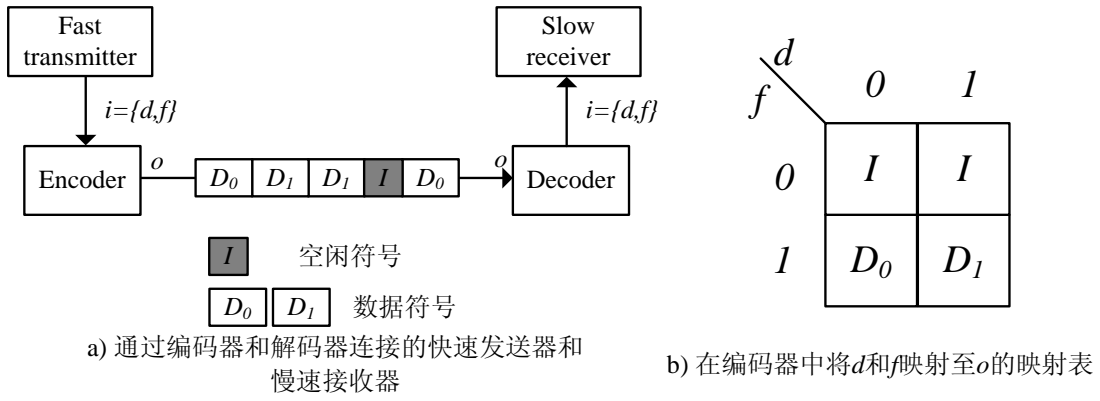 Fast
transmitter
Slow
receiver
i={d,f}
i={d,f}
Encoder
o
D0
D1
D1
I
D0
o
Decoder
I 空闲符号
D0 D1 数据符号
a) 通过编码器和解码器连接的快速发送器和
慢速接收器
d
f
0 1
0 I I
1 D0 D1
b) 在编码器中将d和f映射至o的映射表